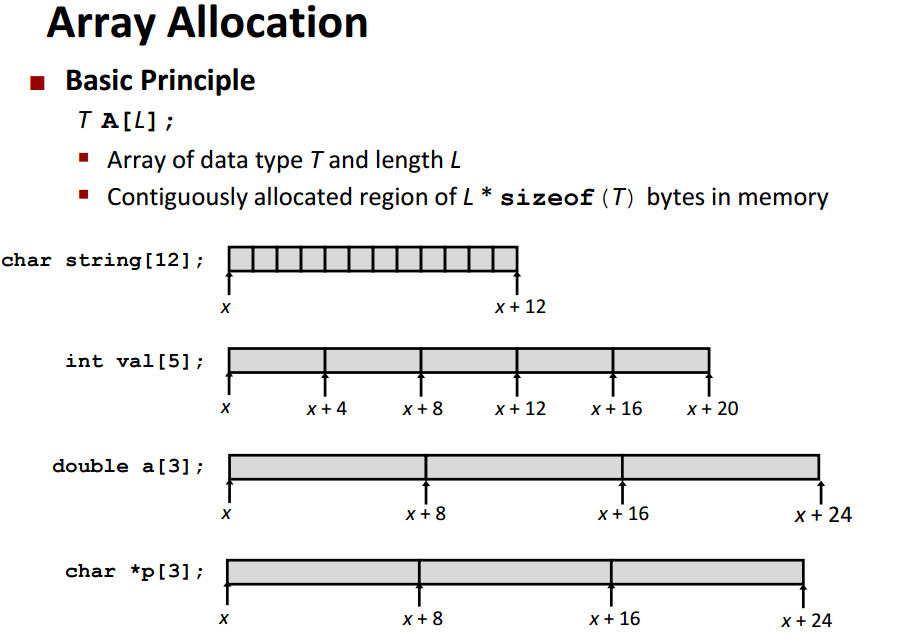 Array Allocation
Basic Principle
T A[L];
Array of data type T and length L
Contiguously allocated region of L * sizeof(T) bytes in memory
char string[12];
x x + 12
int val[5];
x x + 4 x + 8 x + 12 x + 16 x + 20
double a[3];
x x + 8 x + 16 x + 24
char *p[3];
x x + 8 x + 16 x + 24